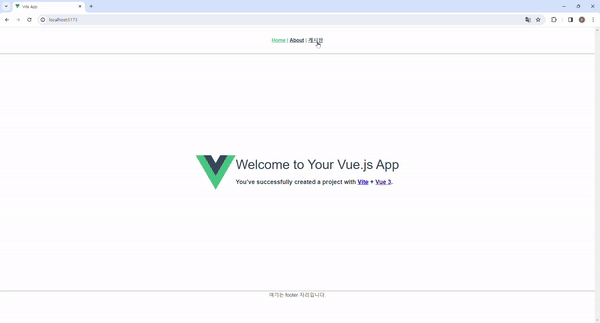 Vite App
localhost:5173
Home | About | 게시판
Welcome to Your Vue.js App
You've successfully created a project with Vite + Vue 3.
여기는 footer 자리입니다.